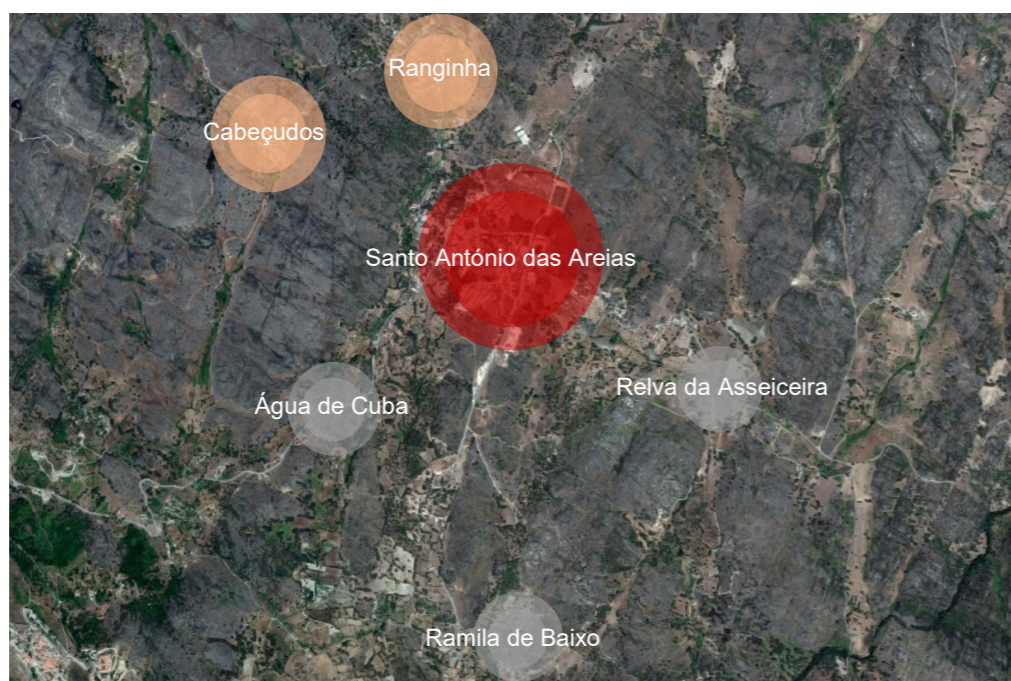 Ranginha
Cabeçudos
Santo António das Areias
Relva da Asseiceira
Água de Cuba
Ramila de Baixo